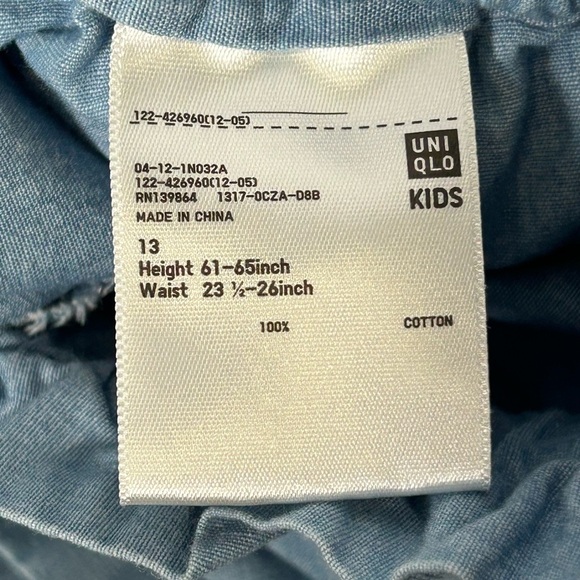 122-426960(12-05)
UNI
QLO
KIDS
04-12-1N032A
122-426960(12-05)
RN139864 1317-0CZA-D8B
MADE IN CHINA
13
Height 61-65inch
Waist 23 ½-26inch
100% COTTON